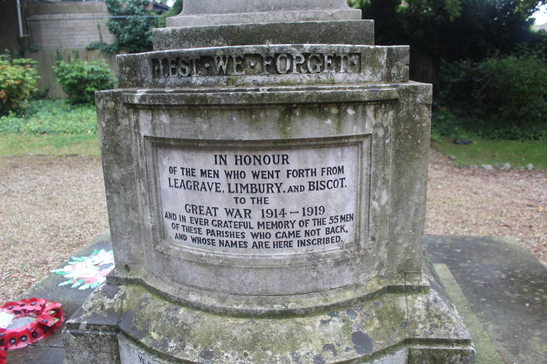 LEST·WE·FORGET·
IN HONOUR
OF THE MEN WHO WENT FORTH FROM
LEAGRAVE, LIMBURY, AND BISCOT.
TO THE
GREAT WAR 1914-1919
AND IN EVER GRATEFUL MEMORY OF THE 55 MEN
OF THESE PARISHES WHO CAME NOT BACK,
AND WHOSE NAMES ARE HERE INSCRIBED.